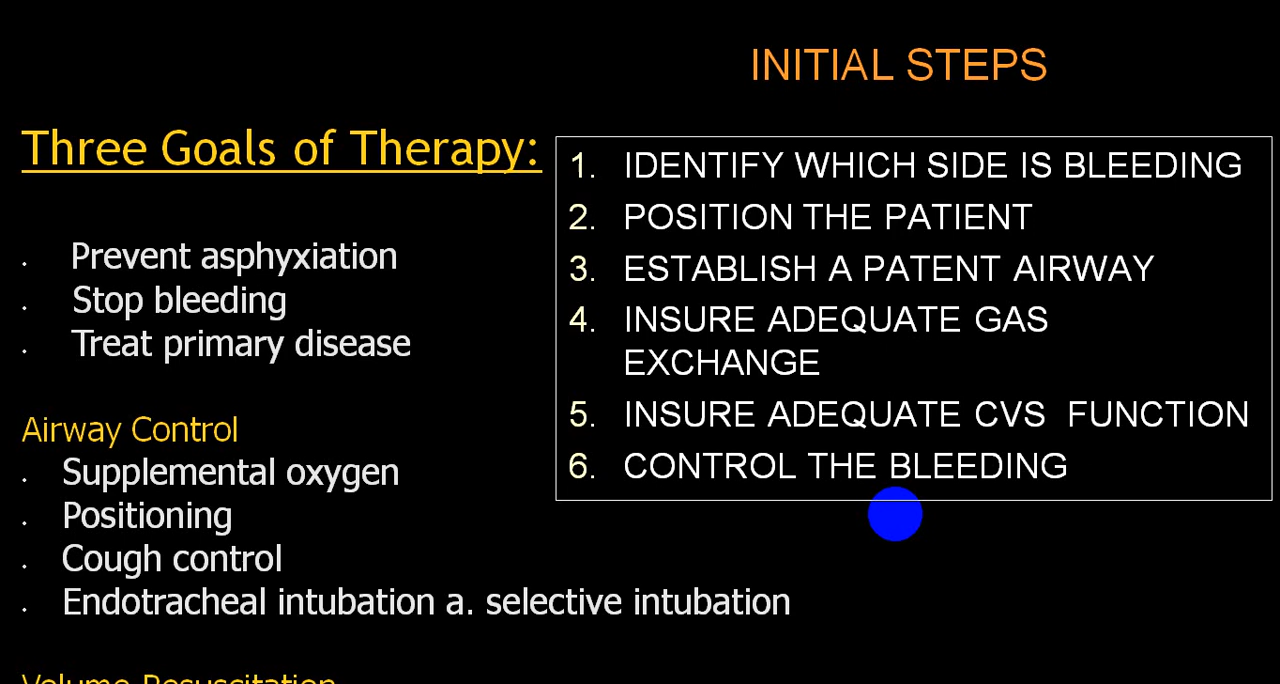 INITIAL STEPS
Three Goals of Therapy:
. Prevent asphyxiation
. Stop bleeding
. Treat primary disease
Airway Control
. Supplemental oxygen
. Positioning
. Cough control
. Endotracheal intubation a. selective intubation
Volume Resuscitation
1. IDENTIFY WHICH SIDE IS BLEEDING
2. POSITION THE PATIENT
3. ESTABLISH A PATENT AIRWAY
4. INSURE ADEQUATE GAS
EXCHANGE
5. INSURE ADEQUATE CVS FUNCTION
6. CONTROL THE BLEEDING